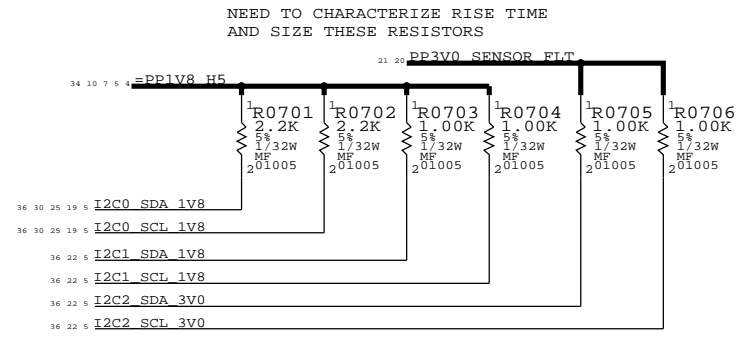 NEED TO CHARACTERIZE RISE TIME
AND SIZE THESE RESISTORS
21 20 PP3V0_SENSOR_FLT
34 10 7 5 4 =PP1V8_H5
1 R0701 1 R0702 1 R0703 1 R0704 1 R0705 1 R0706
2.2K 2.2K 1.00K 1.00K 1.00K 1.00K
5% 5% 5% 5% 5% 5%
1/32W 1/32W 1/32W 1/32W 1/32W 1/32W
MF MF MF MF MF MF
2 01005 2 01005 2 01005 2 01005 2 01005 2 01005
36 30 25 19 5 I2C0_SDA_1V8
36 30 25 19 5 I2C0_SCL_1V8
36 22 5 I2C1_SDA_1V8
36 22 5 I2C1_SCL_1V8
36 22 5 I2C2_SDA_3V0
36 22 5 I2C2_SCL_3V0